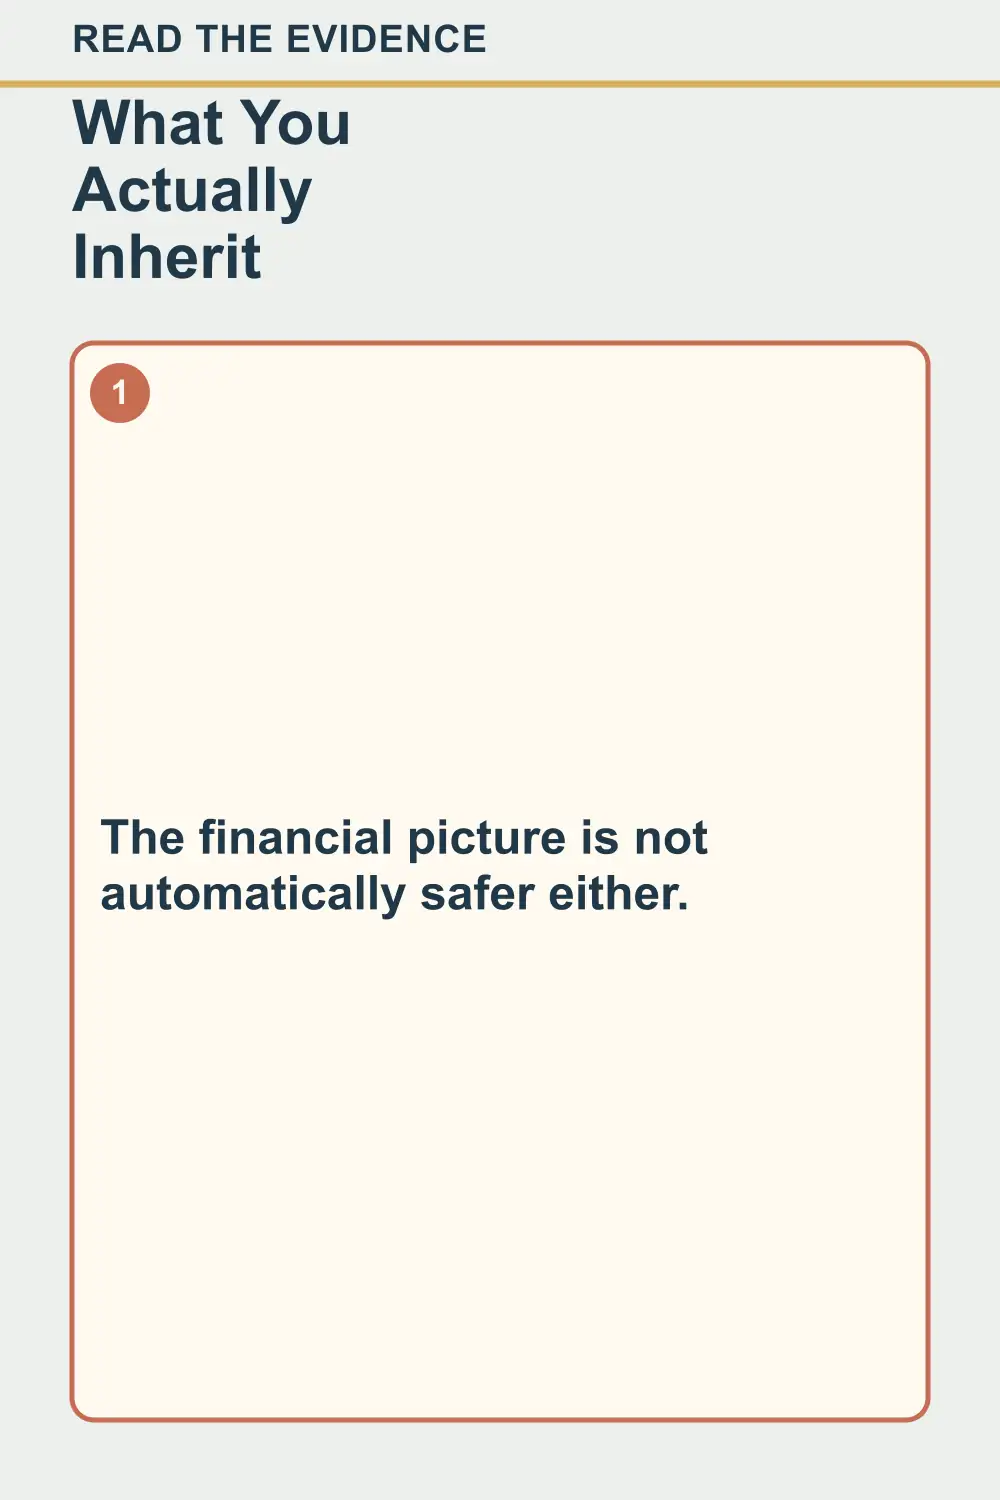 READ THE EVIDENCE
What You
Actually
Inherit
1
The financial picture is not
automatically safer either.